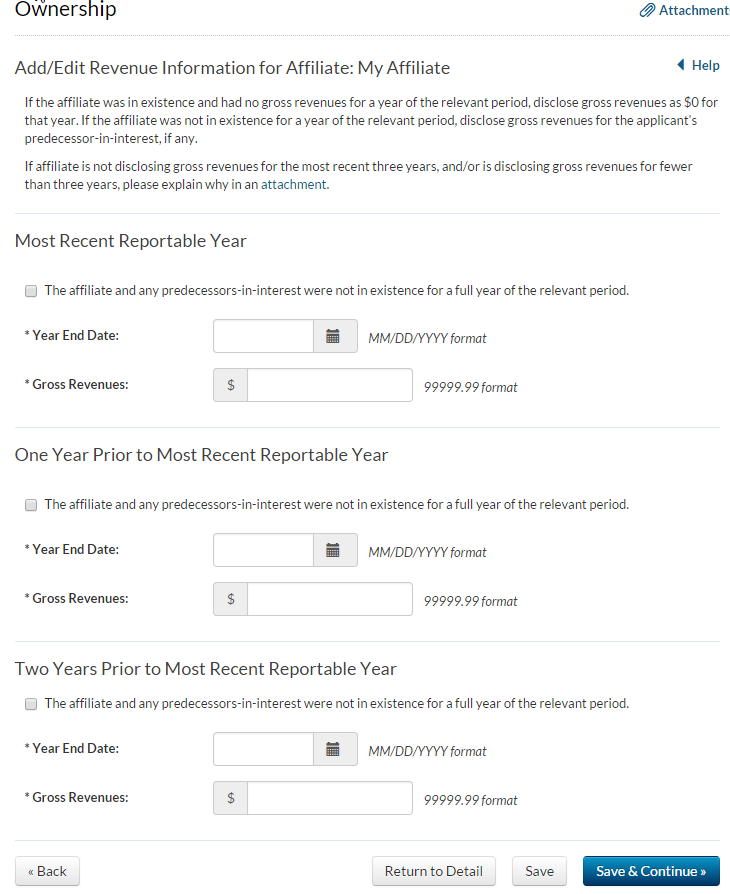 Ownership
Attachment
Add/Edit Revenue Information for Affiliate: My Affiliate
Help
If the affiliate was in existence and had no gross revenues for a year of the relevant period, disclose gross revenues as $0 for
that year. If the affiliate was not in existence for a year of the relevant period, disclose gross revenues for the applicant's
predecessor-in-interest, if any.
If affiliate is not disclosing gross revenues for the most recent three years, and/or is disclosing gross revenues for fewer
than three years, please explain why in an attachment.
Most Recent Reportable Year
The affiliate and any predecessors-in-interest were not in existence for a full year of the relevant period.
* Year End Date:
MM/DD/YYYY format
* Gross Revenues:
$
99999.99 format
One Year Prior to Most Recent Reportable Year
The affiliate and any predecessors-in-interest were not in existence for a full year of the relevant period.
* Year End Date:
MM/DD/YYYY format
* Gross Revenues:
$
99999.99 format
Two Years Prior to Most Recent Reportable Year
The affiliate and any predecessors-in-interest were not in existence for a full year of the relevant period.
* Year End Date:
MM/DD/YYYY format
* Gross Revenues:
$
99999.99 format
« Back
Return to Detail
Save
Save & Continue »